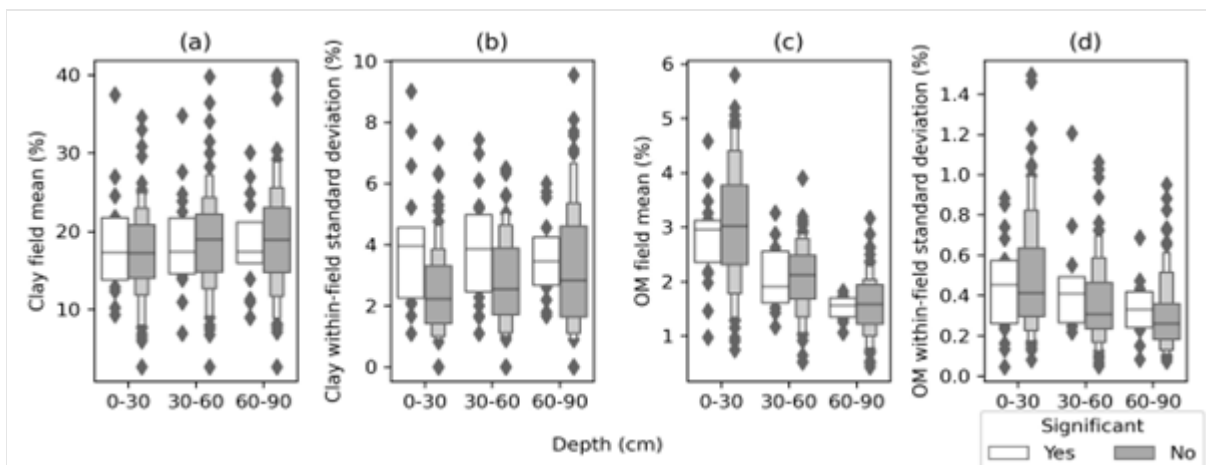 (a)
(b)
(c)
(d)
Clay field mean (%)
40
30
20
10
0-30 30-60 60-90
Clay within-field standard deviation (%)
10
8
6
4
2
0
0-30 30-60 60-90
OM field mean (%)
6
5
4
3
2
1
0-30 30-60 60-90
OM within-field standard deviation (%)
1.4
1.2
1.0
0.8
0.6
0.4
0.2
0.0
0-30 30-60 60-90
Depth (cm)
Significant
Yes No